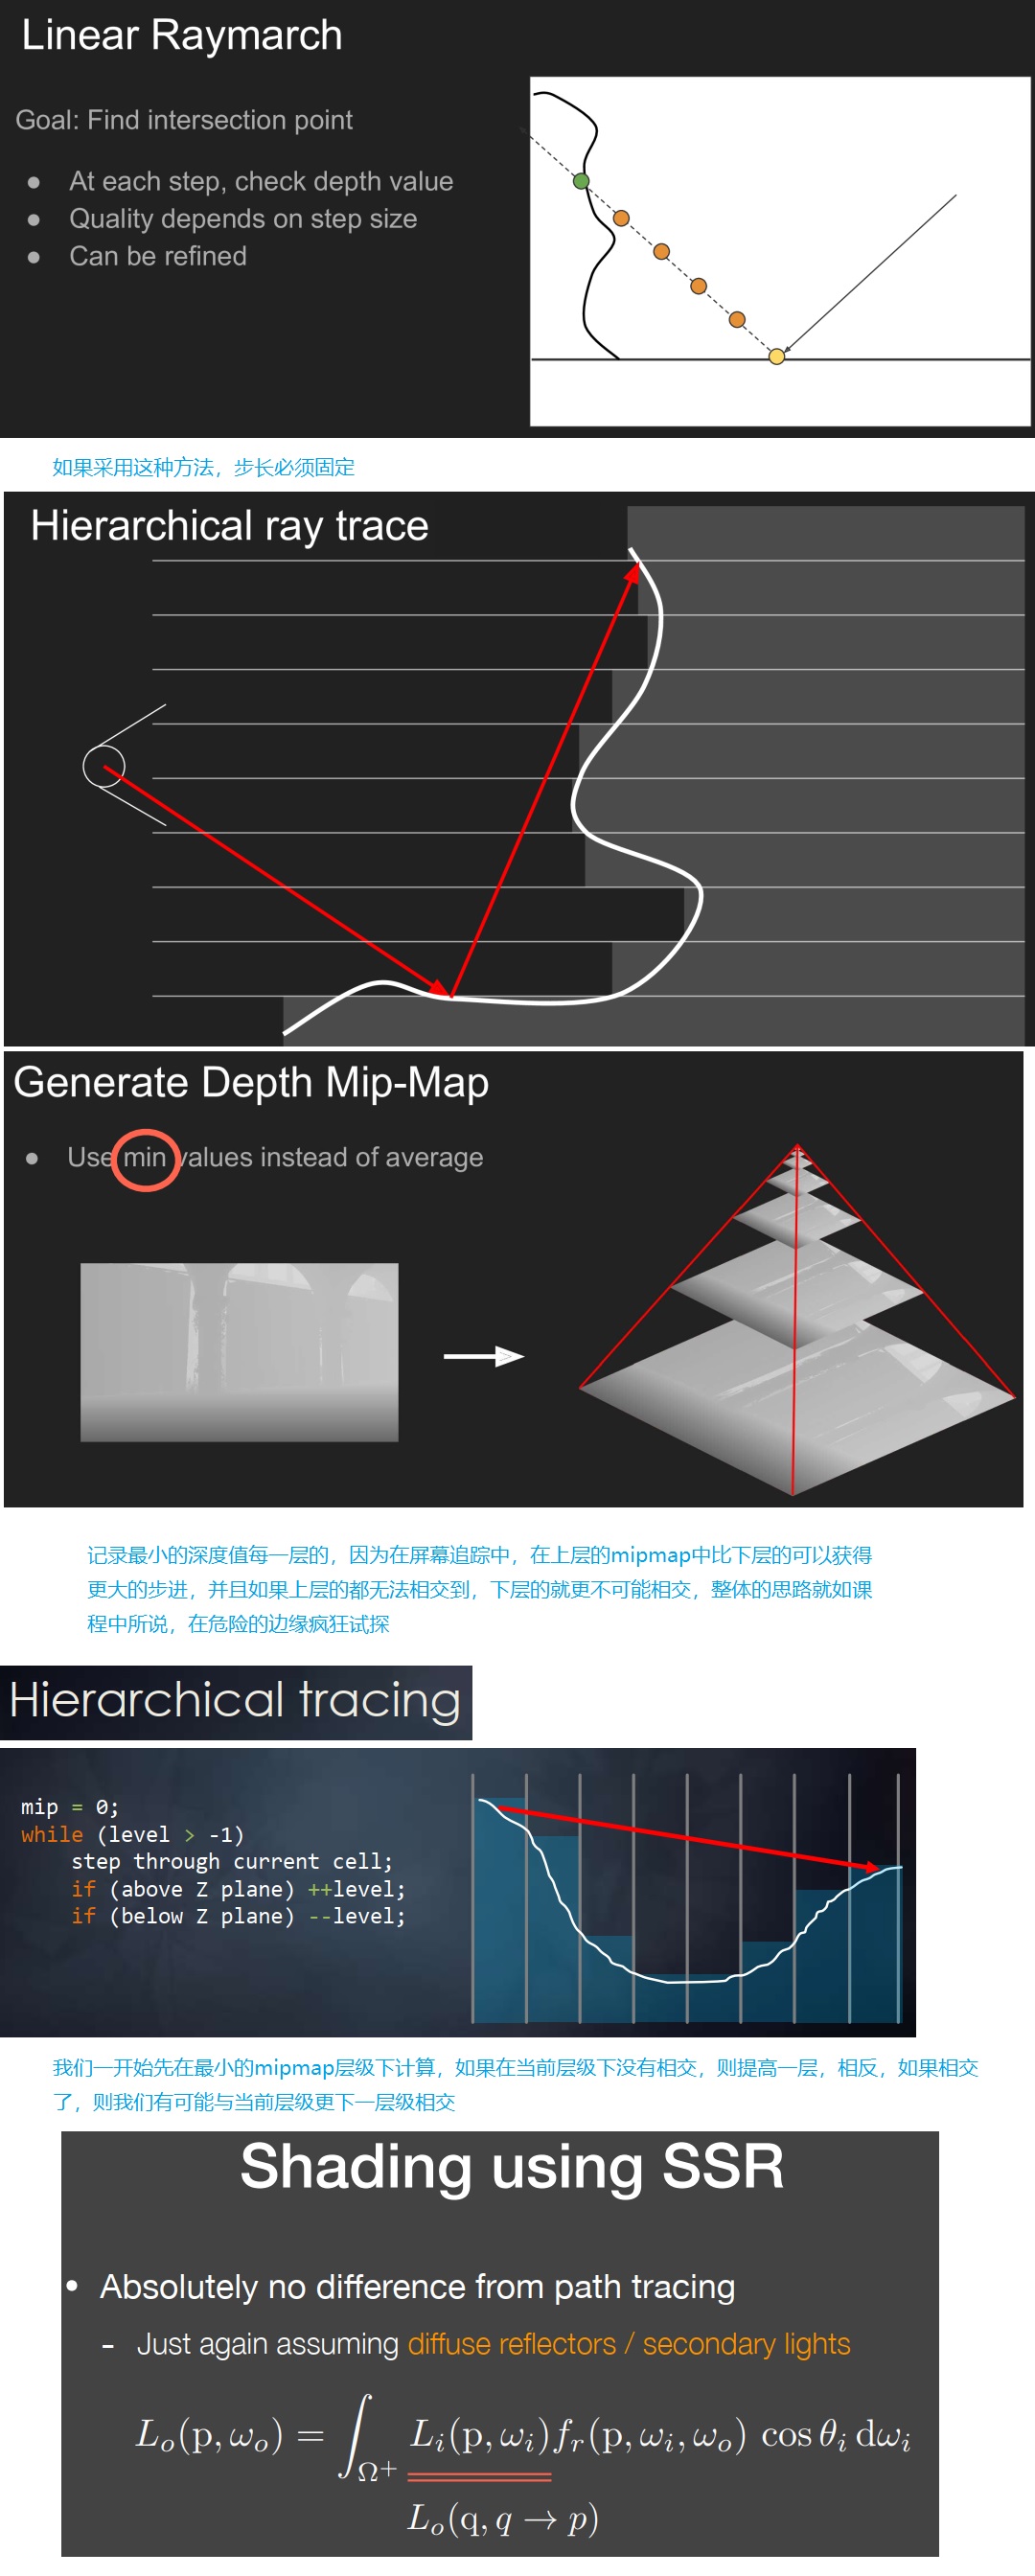 Linear Raymarch
Goal: Find intersection point
● At each step, check depth value
● Quality depends on step size
● Can be refined
如果采用这种方法，步长必须固定
Hierarchical ray trace
Generate Depth Mip-Map
● Use min values instead of average
记录最小的深度值每一层的，因为在屏幕追踪中，在上层的mipmap中比下层的可以获得
更大的步进，并且如果上层的都无法相交到，下层的就更不可能相交，整体的思路就如课
程中所说，在危险的边缘疯狂试探
Hierarchical tracing
mip = 0;
while (level > -1)
    step through current cell;
    if (above Z plane) ++level;
    if (below Z plane) --level;
我们一开始先在最小的mipmap层级下计算，如果在当前层级下没有相交，则提高一层，相反，如果相交
了，则我们有可能与当前层级更下一层级相交
Shading using SSR
• Absolutely no difference from path tracing
- Just again assuming diffuse reflectors / secondary lights
L_o(p, ω_o) = ∫_{Ω^+} L_i(p, ω_i) f_r(p, ω_i, ω_o) cos θ_i dω_i
L_o(q, q → p)